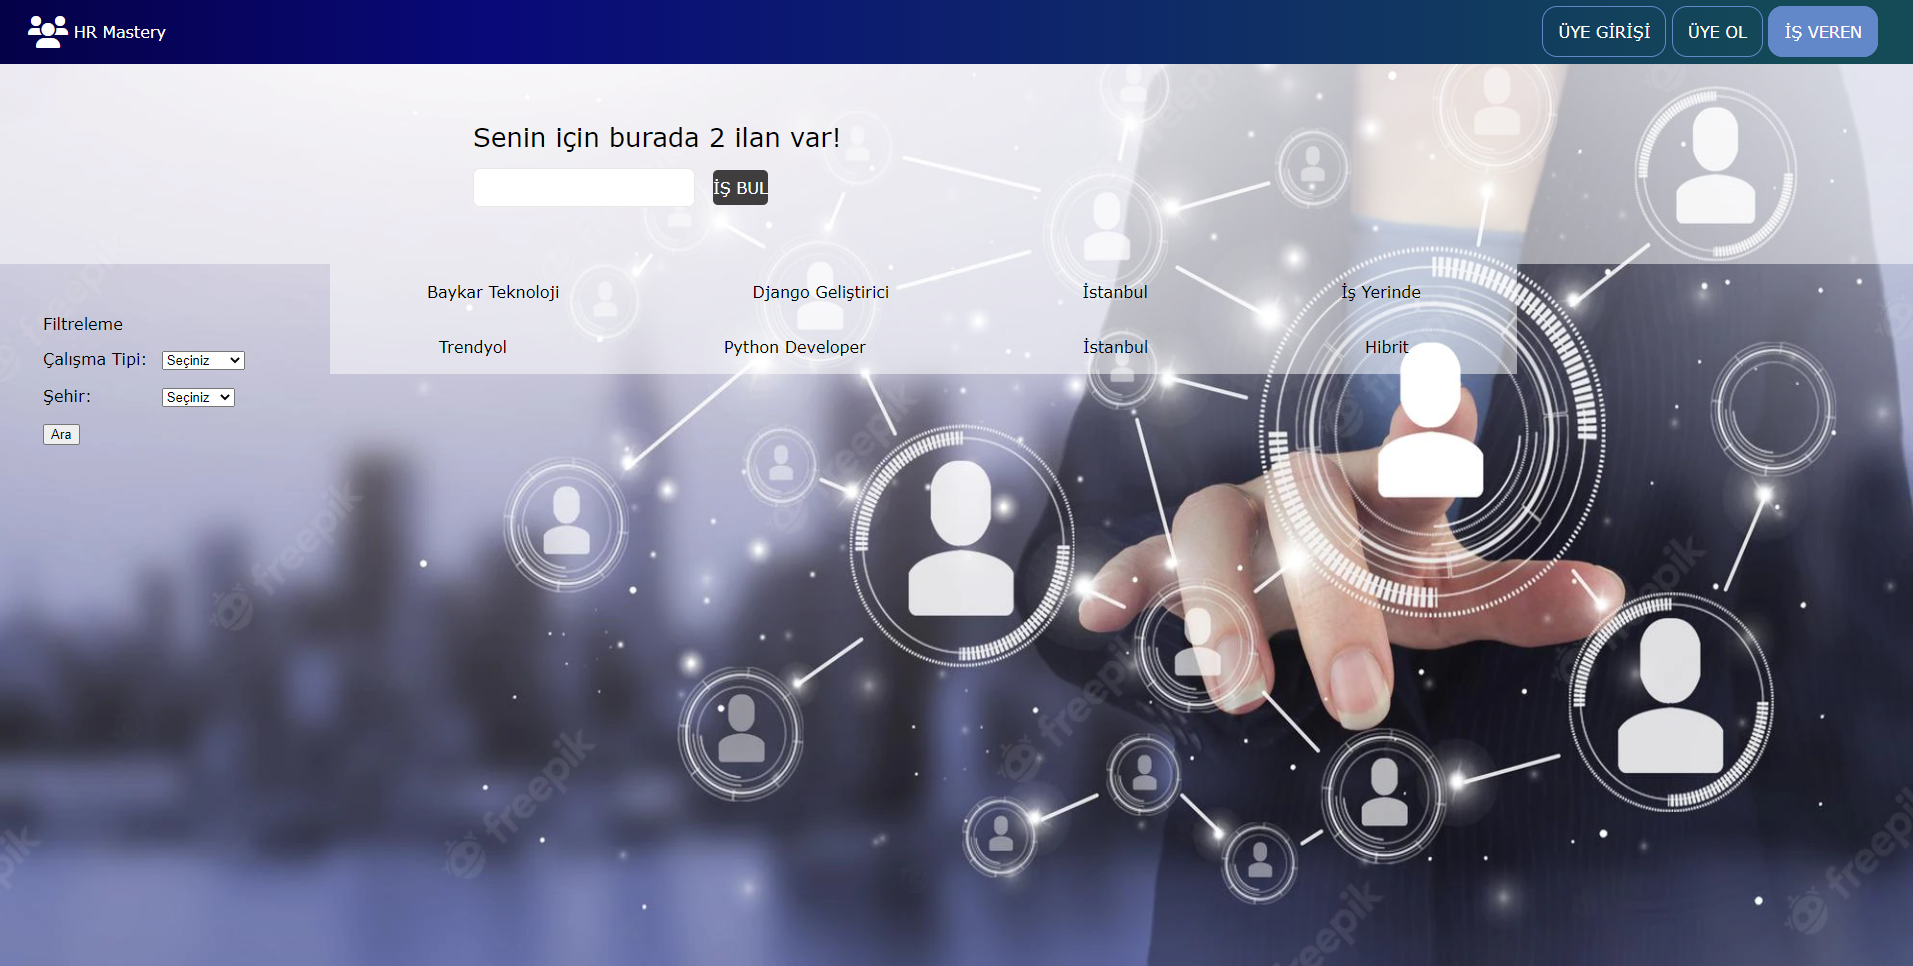 HR Mastery
ÜYE GİRİŞİ
ÜYE OL
İŞ VEREN
Senin için burada 2 ilan var!
İŞ BUL
Filtreleme
Çalışma Tipi: Seçiniz
Şehir: Seçiniz
Ara
Baykar Teknoloji Django Geliştirici İstanbul İş Yerinde
Trendyol Python Developer İstanbul Hibrit
freepik
freepik
freepik
freepik
freepik
freepik
freepik